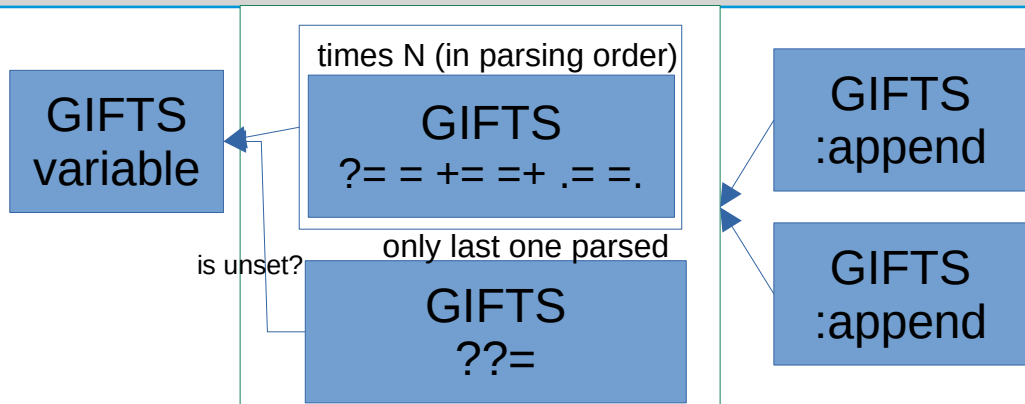 GIFTS
variable
times N (in parsing order)
GIFTS
?= = += =+ .= =.
only last one parsed
is unset?
GIFTS
??=
GIFTS
:append
GIFTS
:append